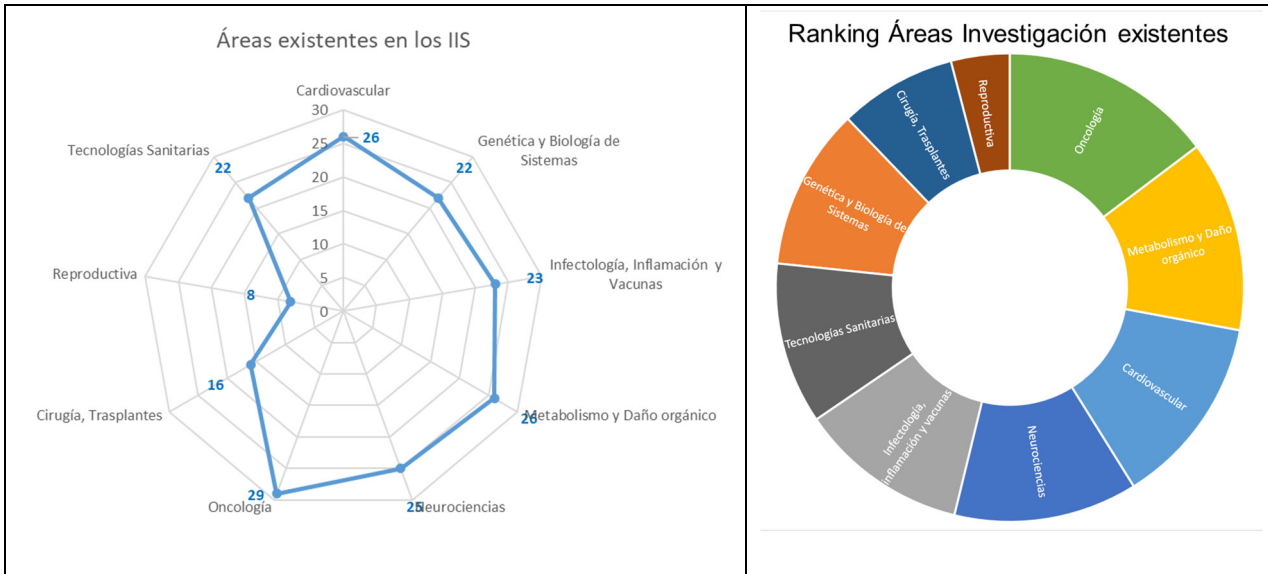 Áreas existentes en los IIS
Cardiovascular
30
25
20
15
10
5
0
26
Genética y Biología de
Sistemas
22
Infectología, Inflamación y
Vacunas
23
Metabolismo y Daño orgánico
26
Neurociencias
25
Oncología
29
Cirugía, Trasplantes
16
Reproductiva
8
Tecnologías Sanitarias
22
Ranking Áreas Investigación existentes
Oncología
Metabolismo y Daño
orgánico
Cardiovascular
Neurociencias
Infectología,
inflamación y vacunas
Tecnologías Sanitarias
Genética y Biología de
Sistemas
Cirugía, Trasplantes
Reproductiva